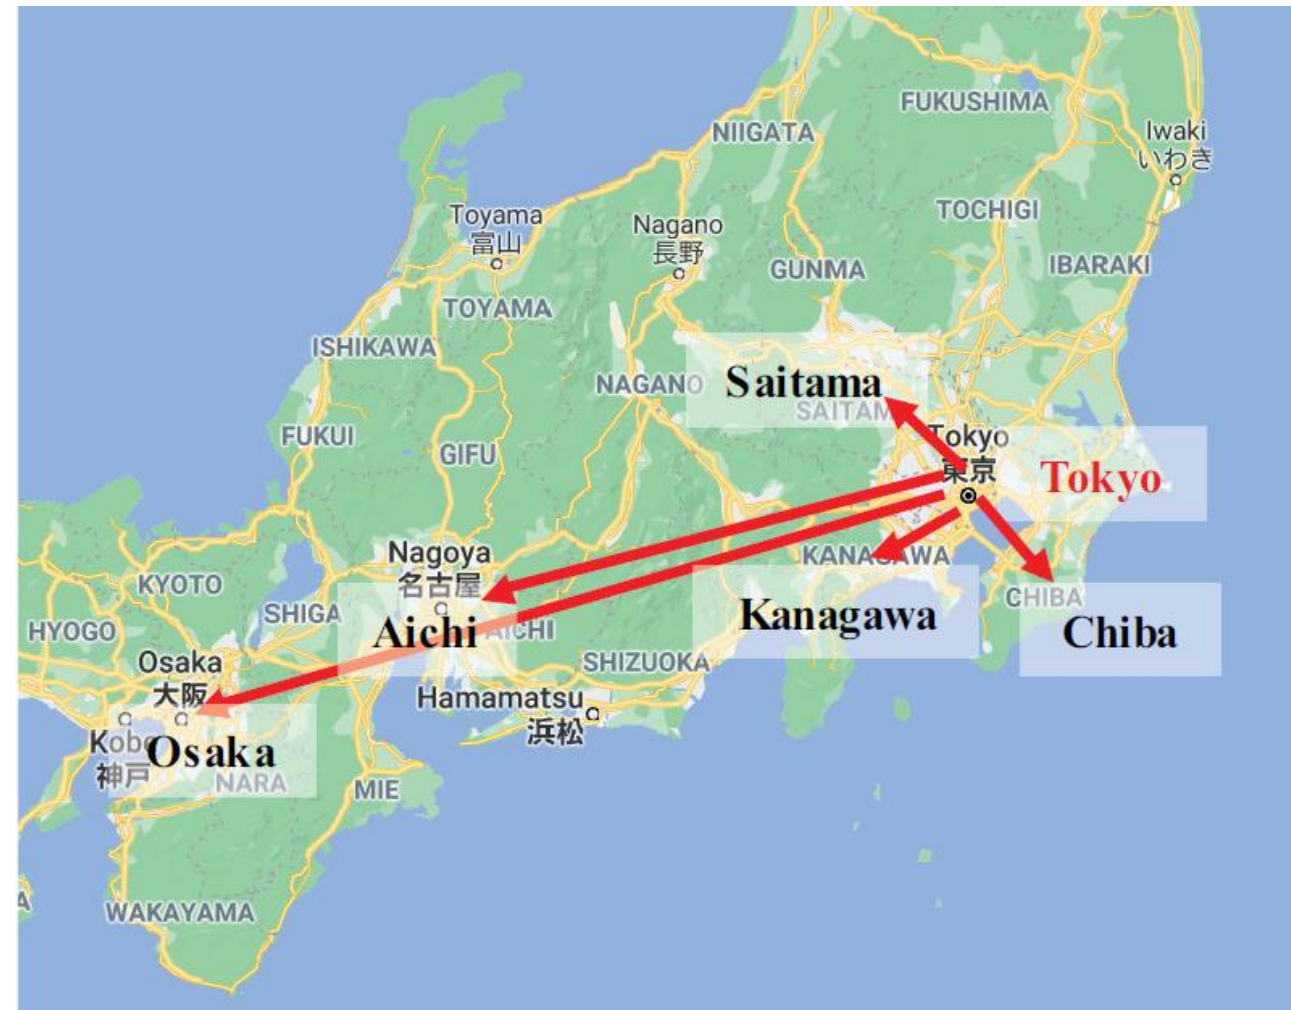 FUKUSHIMA
NIIGATA
Iwaki
いわき
Toyama
富山
Nagano
長野
TOCHIGI
GUNMA
IBARAKI
TOYAMA
ISHIKAWA
NAGANO
Saitama
SAITAM
FUKUI
GIFU
Tokyo
東京
Tokyo
Nagoya
名古屋
KANAGAWA
KYOTO
SHIGA
CHIBA
HYOGO
Aichi
AICHI
Kanagawa
Chiba
Osaka
大阪
SHIZUOKA
Hamamatsu
浜松
Kobe
神戸
Osaka
NARA
MIE
A
WAKAYAMA